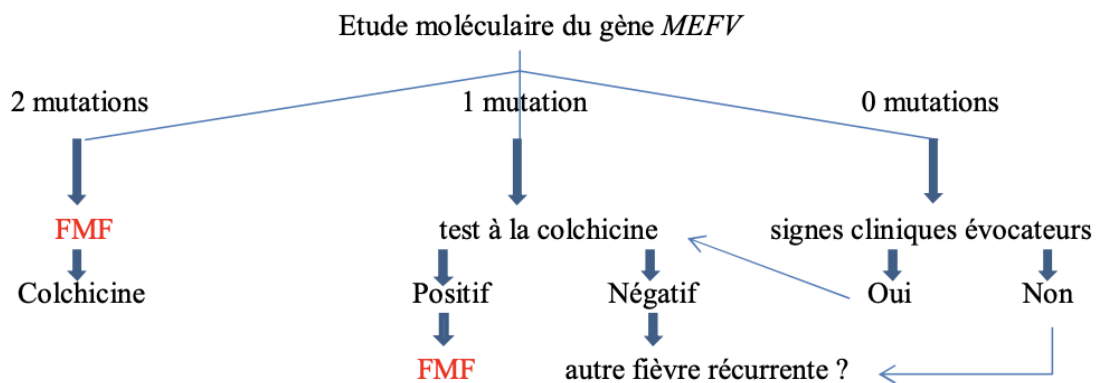 Etude moléculaire du gène MEFV
2 mutations 1 mutation 0 mutations
FMF test à la colchicine signes cliniques évocateurs
Colchicine Positif Négatif Oui Non
FMF autre fièvre récurrente ?